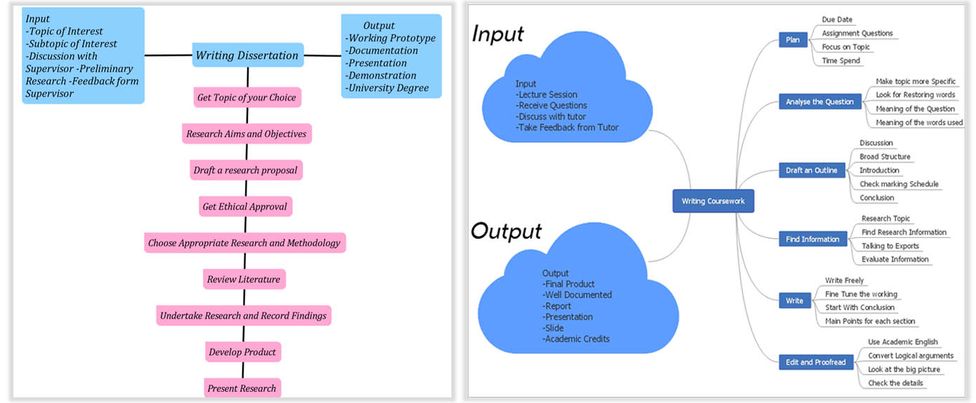 Input
-Topic of Interest
-Subtopic of Interest
-Discussion with
Supervisor -Preliminary
Research -Feedback form
Supervisor
Writing Dissertation
Output
-Working Prototype
-Documentation
-Presentation
-Demonstration
-University Degree
Get Topic of your Choice
Research Aims and Objectives
Draft a research proposal
Get Ethical Approval
Choose Appropriate Research and Methodology
Review Literature
Undertake Research and Record Findings
Develop Product
Present Research
Input
Input
-Lecture Session
-Receive Questions
-Discuss with tutor
-Take Feedback from Tutor
Output
Output
-Final Product
-Well Documented
-Report
-Presentation
-Slide
-Academic Credits
Writing Coursework
Plan
Due Date
Assignment Questions
Focus on Topic
Time Spend
Analyse the Question
Make topic more Specific
Look for Restoring words
Meaning of the Question
Meaning of the words used
Draft an Outline
Discussion
Broad Structure
Introduction
Check marking Schedule
Conclusion
Find Information
Research Topic
Find Research Information
Talking to Exports
Evaluate Information
Write
Write Freely
Fine Tune the working
Start With Conclusion
Main Points for each section
Edit and Proofread
Use Academic English
Convert Logical arguments
Look at the big picture
Check the details